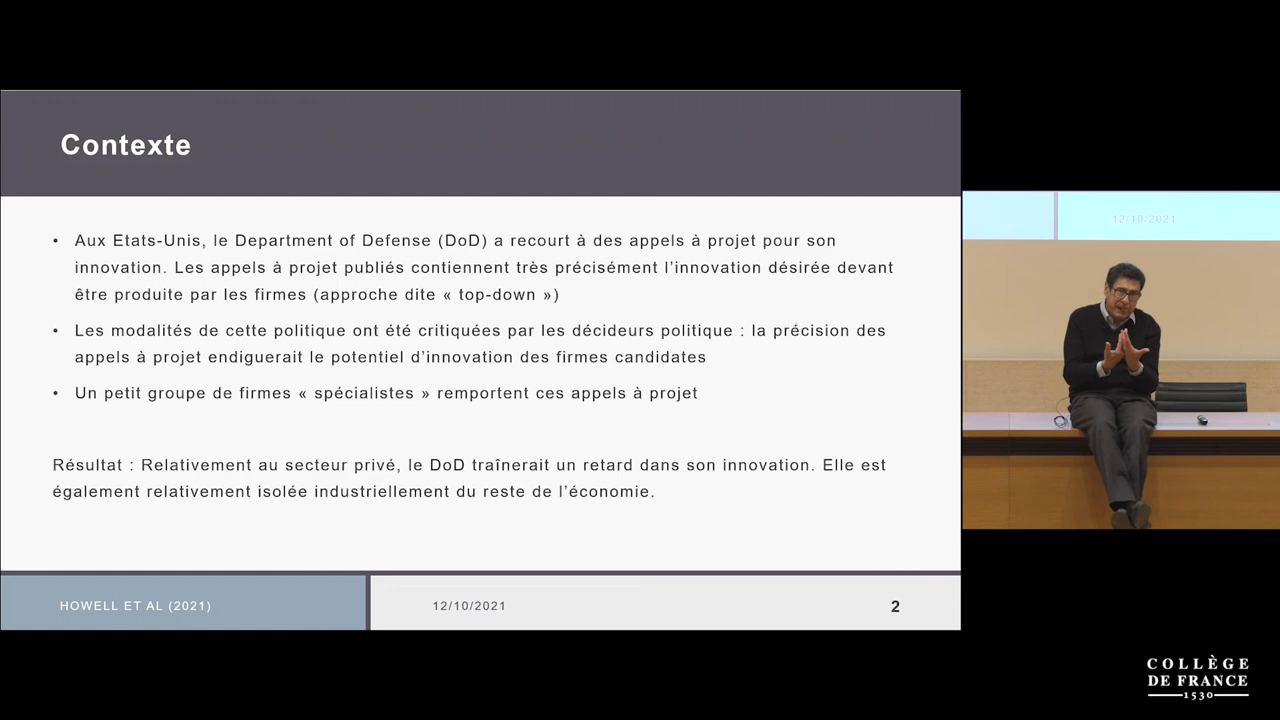 Contexte
• Aux Etats-Unis, le Department of Defense (DoD) a recourt à des appels à projet pour son
innovation. Les appels à projet publiés contiennent très précisément l’innovation désirée devant
être produite par les firmes (approche dite « top-down »)
• Les modalités de cette politique ont été critiquées par les décideurs politique : la précision des
appels à projet endiguerait le potentiel d’innovation des firmes candidates
• Un petit groupe de firmes « spécialistes » remportent ces appels à projet
Résultat : Relativement au secteur privé, le DoD traînerait un retard dans son innovation. Elle est
également relativement isolée industriellement du reste de l’économie.
HOWELL ET AL (2021)
12/10/2021
2
12/10/2021
COLLÈGE
DE FRANCE
1530